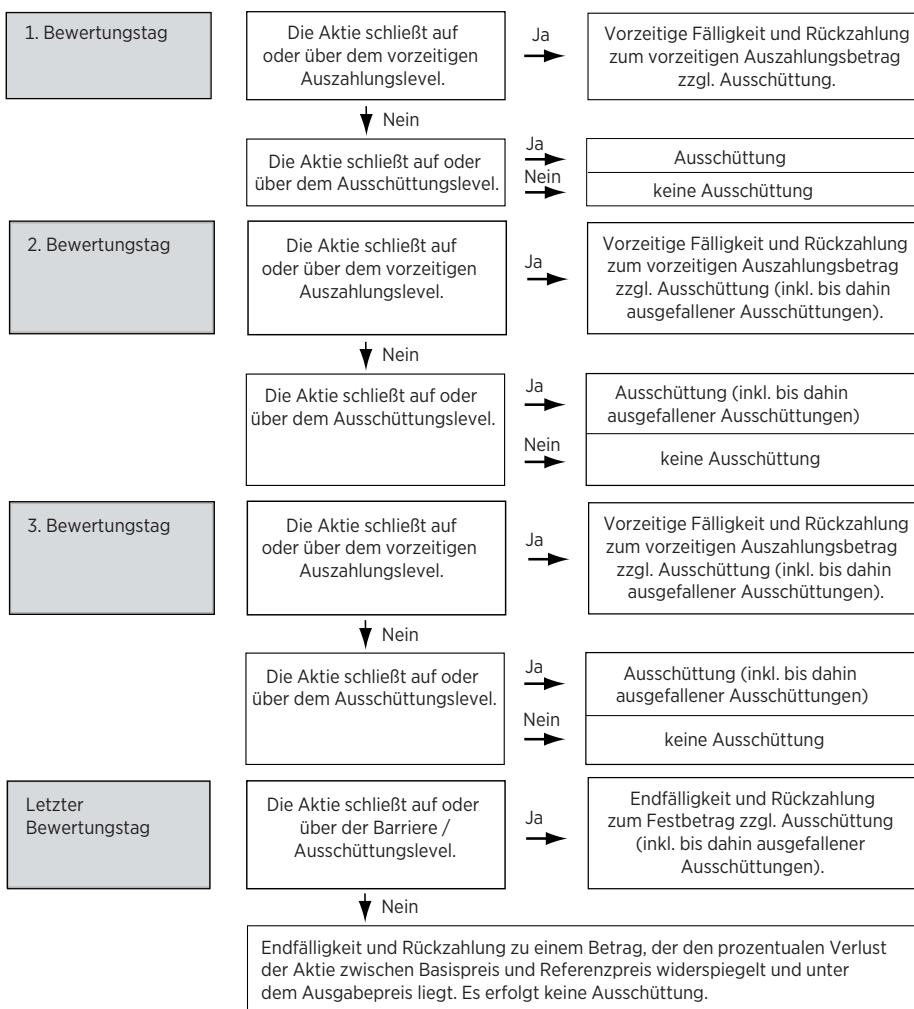 1. Bewertungstag
Die Aktie schließt auf
oder über dem vorzeitigen
Auszahlungslevel.
Ja
Vorzeitige Fälligkeit und Rückzahlung
zum vorzeitigen Auszahlungsbetrag
zzgl. Ausschüttung.
Nein
Die Aktie schließt auf oder
über dem Ausschüttungslevel.
Ja
Ausschüttung
Nein
keine Ausschüttung
2. Bewertungstag
Die Aktie schließt auf
oder über dem vorzeitigen
Auszahlungslevel.
Ja
Vorzeitige Fälligkeit und Rückzahlung
zum vorzeitigen Auszahlungsbetrag
zzgl. Ausschüttung (inkl. bis dahin
ausgefallener Ausschüttungen).
Nein
Die Aktie schließt auf oder
über dem Ausschüttungslevel.
Ja
Ausschüttung (inkl. bis dahin
ausgefallener Ausschüttungen)
Nein
keine Ausschüttung
3. Bewertungstag
Die Aktie schließt auf
oder über dem vorzeitigen
Auszahlungslevel.
Ja
Vorzeitige Fälligkeit und Rückzahlung
zum vorzeitigen Auszahlungsbetrag
zzgl. Ausschüttung (inkl. bis dahin
ausgefallener Ausschüttungen).
Nein
Die Aktie schließt auf oder
über dem Ausschüttungslevel.
Ja
Ausschüttung (inkl. bis dahin
ausgefallener Ausschüttungen)
Nein
keine Ausschüttung
Letzter
Bewertungstag
Die Aktie schließt auf oder
über der Barriere /
Ausschüttungslevel.
Ja
Endfälligkeit und Rückzahlung
zum Festbetrag zzgl. Ausschüttung
(inkl. bis dahin ausgefallener
Ausschüttungen).
Nein
Endfälligkeit und Rückzahlung zu einem Betrag, der den prozentualen Verlust
der Aktie zwischen Basispreis und Referenzpreis widerspiegelt und unter
dem Ausgabepreis liegt. Es erfolgt keine Ausschüttung.